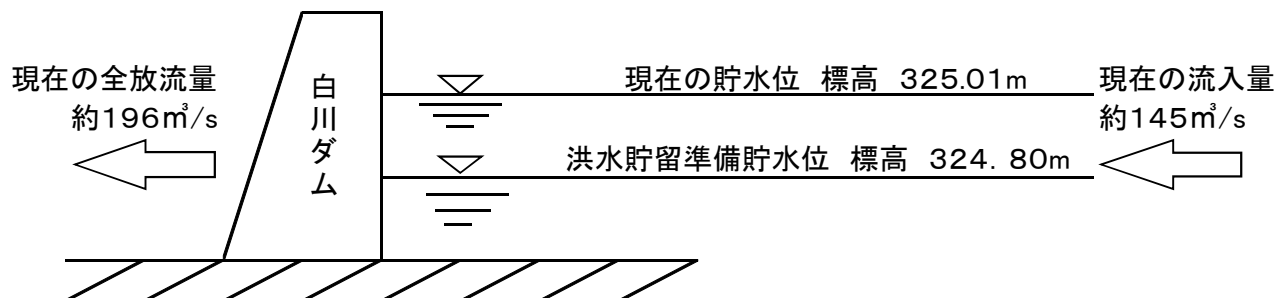 現在の全放流量
約196㎥/s
白川ダム
現在の貯水位 標高 325.01m
洪水貯留準備貯水位 標高 324.80m
現在の流入量
約145㎥/s